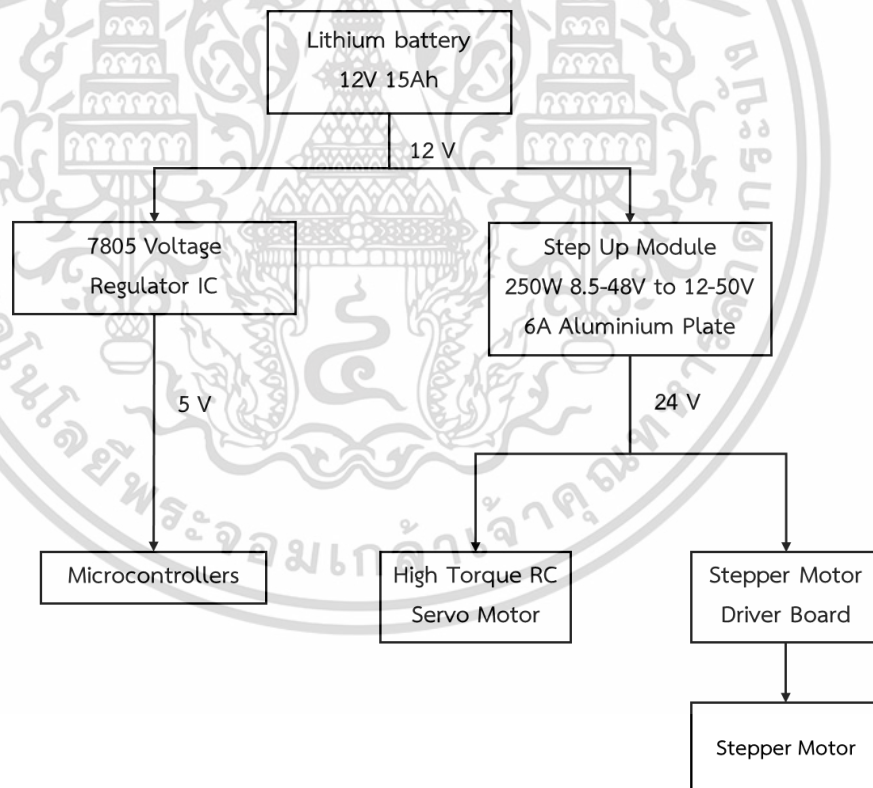 Lithium battery
12V 15Ah
12 V
7805 Voltage
Regulator IC
Step Up Module
250W 8.5-48V to 12-50V
6A Aluminium Plate
5 V
24 V
Microcontrollers
High Torque RC
Servo Motor
Stepper Motor
Driver Board
Stepper Motor